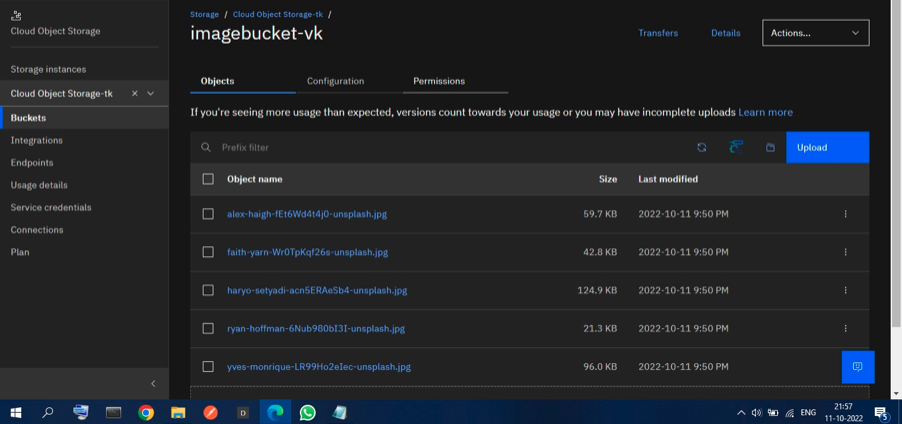 Storage / Cloud Object Storage-tk /
Cloud Object Storage
imagebucket-vk
Transfers
Details
Actions...
Storage instances
Cloud Object Storage-tk
Buckets
Integrations
Endpoints
Usage details
Service credentials
Connections
Plan
Objects
Configuration
Permissions
If you're seeing more usage than expected, versions count towards your usage or you may have incomplete uploads Learn more
Prefix filter
Upload
Object name Size Last modified
alex-haigh-fEt6Wd4t4j0-unsplash.jpg 59.7 KB 2022-10-11 9:50 PM
faith-yarn-Wr0TpKqf26s-unsplash.jpg 42.8 KB 2022-10-11 9:50 PM
haryo-setyadi-acn5ERAeSb4-unsplash.jpg 124.9 KB 2022-10-11 9:50 PM
ryan-hoffman-6Nub980bI3I-unsplash.jpg 21.3 KB 2022-10-11 9:50 PM
yves-monrique-LR99Ho2eIec-unsplash.jpg 96.0 KB 2022-10-11 9:50 PM
D
ENG
21:57
11-10-2022
5